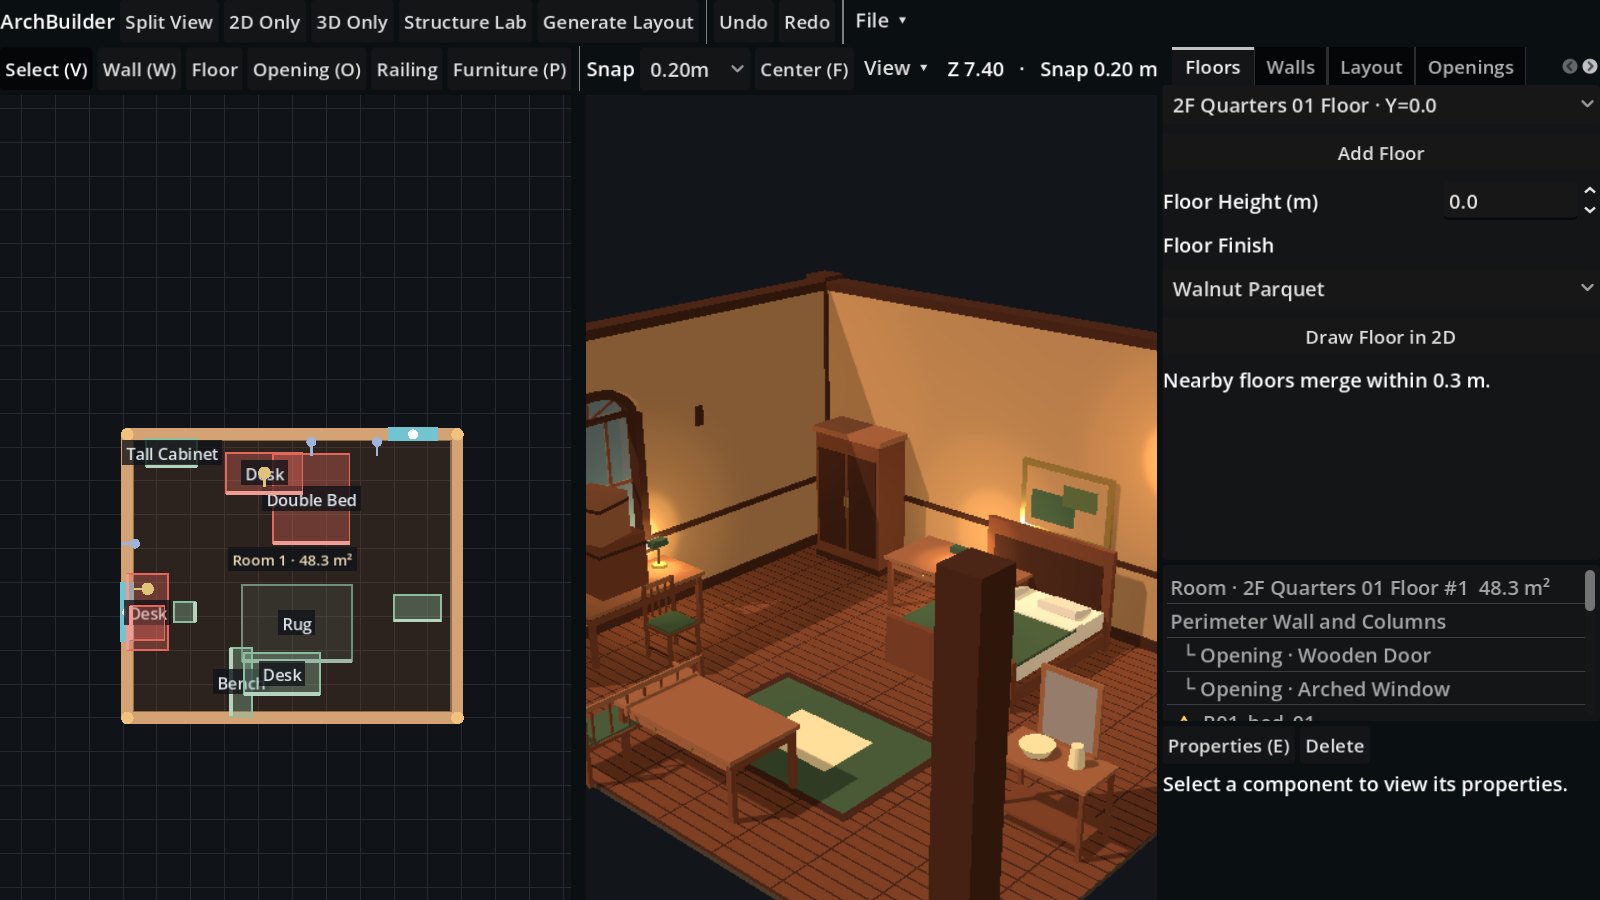 ArchBuilder Split View 2D Only 3D Only Structure Lab Generate Layout Undo Redo File
Select (V) Wall (W) Floor Opening (O) Railing Furniture (P) Snap 0.20m Center (F) View Z 7.40 · Snap 0.20 m
Floors Walls Layout Openings
2F Quarters 01 Floor · Y=0.0
Add Floor
Floor Height (m) 0.0
Floor Finish
Walnut Parquet
Draw Floor in 2D
Nearby floors merge within 0.3 m.
Tall Cabinet
Desk
Double Bed
Room 1 · 48.3 m²
Desk
Rug
Desk
Bench
Room · 2F Quarters 01 Floor #1 48.3 m²
Perimeter Wall and Columns
└ Opening · Wooden Door
└ Opening · Arched Window
Properties (E) Delete
Select a component to view its properties.